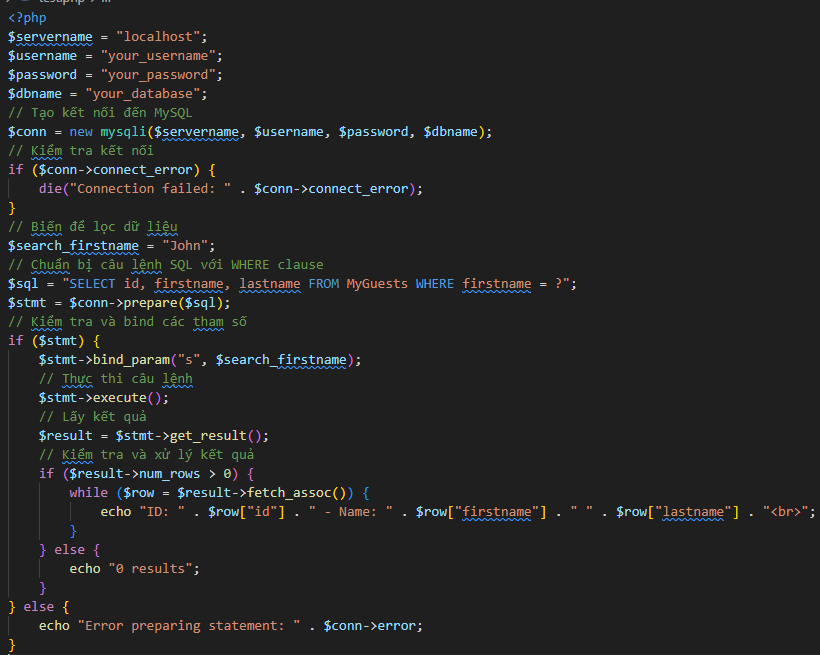 <?php
$servername = "localhost";
$username = "your_username";
$password = "your_password";
$dbname = "your_database";
// Tạo kết nối đến MySQL
$conn = new mysqli($servername, $username, $password, $dbname);
// Kiểm tra kết nối
if ($conn->connect_error) {
    die("Connection failed: " . $conn->connect_error);
}
// Biến để lọc dữ liệu
$search_firstname = "John";
// Chuẩn bị câu lệnh SQL với WHERE clause
$sql = "SELECT id, firstname, lastname FROM MyGuests WHERE firstname = ?";
$stmt = $conn->prepare($sql);
// Kiểm tra và bind các tham số
if ($stmt) {
    $stmt->bind_param("s", $search_firstname);
    // Thực thi câu lệnh
    $stmt->execute();
    // Lấy kết quả
    $result = $stmt->get_result();
    // Kiểm tra và xử lý kết quả
    if ($result->num_rows > 0) {
        while ($row = $result->fetch_assoc()) {
            echo "ID: " . $row["id"] . " - Name: " . $row["firstname"] . " " . $row["lastname"] . "<br>";
        }
    } else {
        echo "0 results";
    }
} else {
    echo "Error preparing statement: " . $conn->error;
}